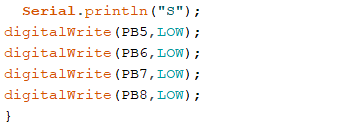 Serial.println("S");
digitalWrite(PB5,LOW);
digitalWrite(PB6,LOW);
digitalWrite(PB7,LOW);
digitalWrite(PB8,LOW);
}